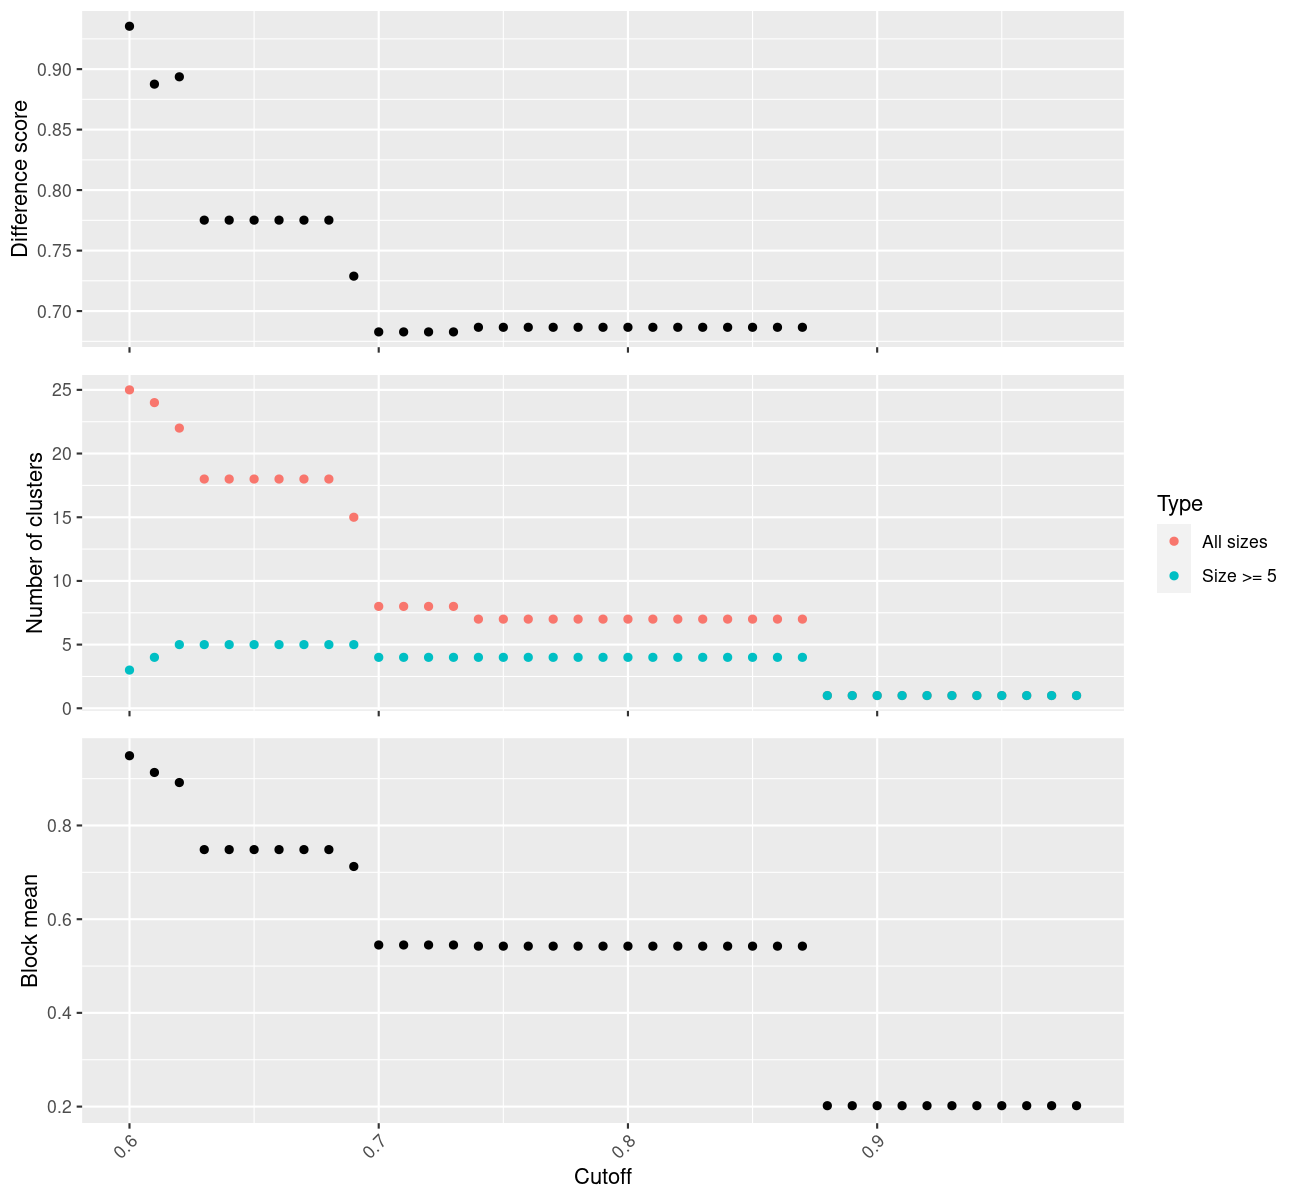 Difference score
0.90
0.85
0.80
0.75
0.70
Number of clusters
25
20
15
10
5
0
Type
All sizes
Size >= 5
Block mean
0.8
0.6
0.4
0.2
0.6 0.7 0.8 0.9
Cutoff